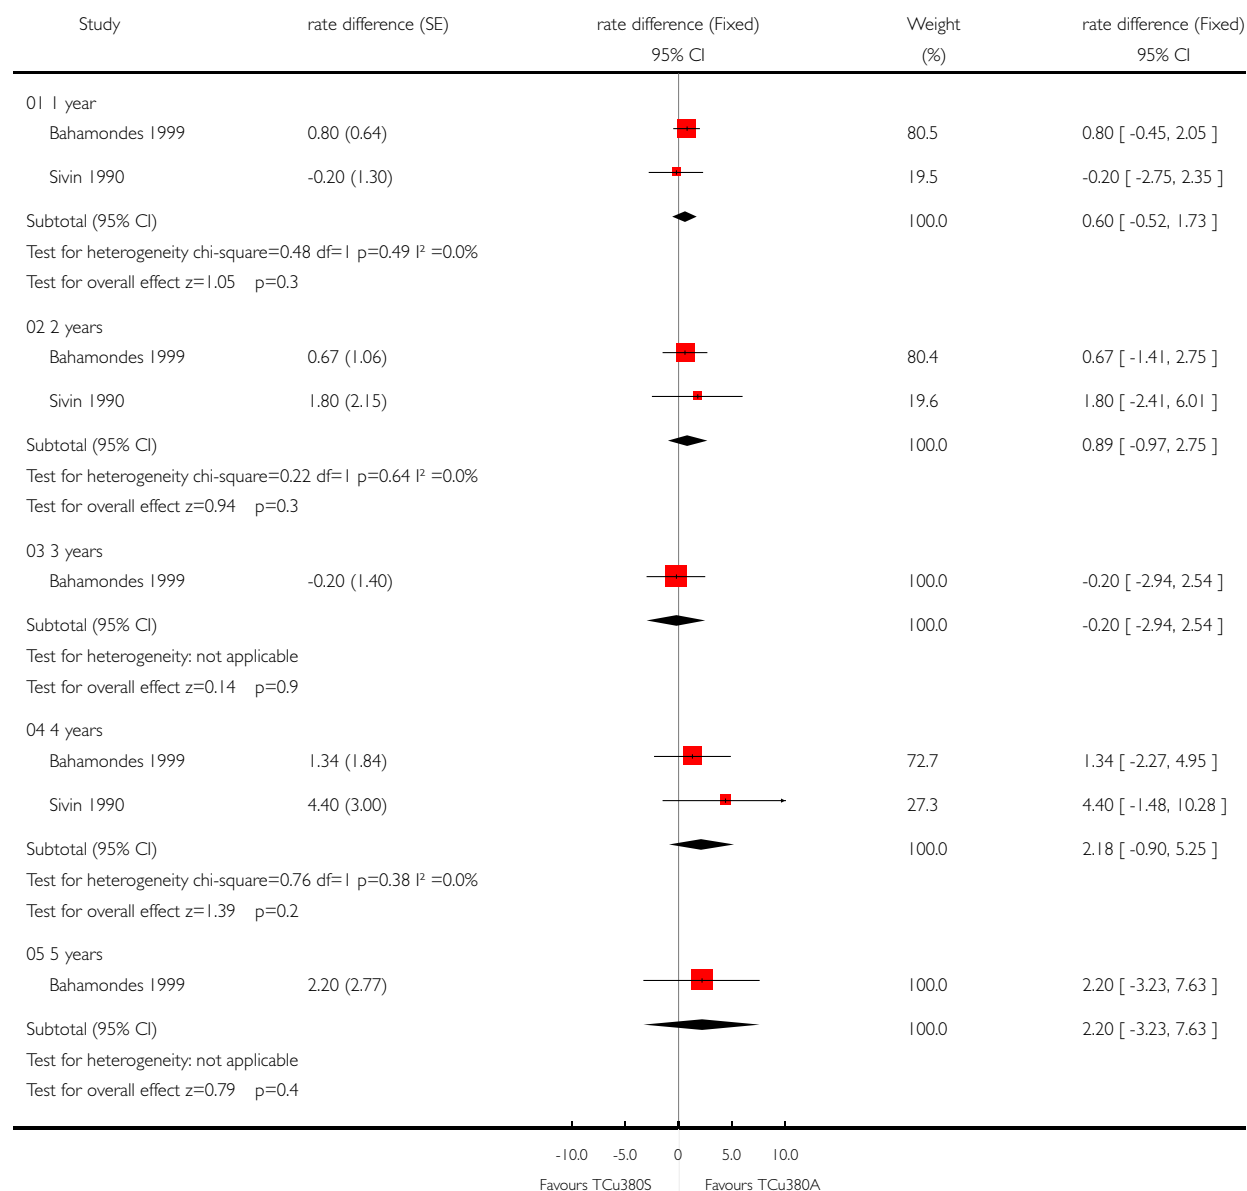 Study rate difference (SE) rate difference (Fixed) Weight rate difference (Fixed)
95% CI (%) 95% CI
01 1 year
Bahamondes 1999 0.80 (0.64) 80.5 0.80 [ -0.45, 2.05 ]
Sivin 1990 -0.20 (1.30) 19.5 -0.20 [ -2.75, 2.35 ]
Subtotal (95% CI) 100.0 0.60 [ -0.52, 1.73 ]
Test for heterogeneity chi-square=0.48 df=1 p=0.49 I² =0.0%
Test for overall effect z=1.05 p=0.3
02 2 years
Bahamondes 1999 0.67 (1.06) 80.4 0.67 [ -1.41, 2.75 ]
Sivin 1990 1.80 (2.15) 19.6 1.80 [ -2.41, 6.01 ]
Subtotal (95% CI) 100.0 0.89 [ -0.97, 2.75 ]
Test for heterogeneity chi-square=0.22 df=1 p=0.64 I² =0.0%
Test for overall effect z=0.94 p=0.3
03 3 years
Bahamondes 1999 -0.20 (1.40) 100.0 -0.20 [ -2.94, 2.54 ]
Subtotal (95% CI) 100.0 -0.20 [ -2.94, 2.54 ]
Test for heterogeneity: not applicable
Test for overall effect z=0.14 p=0.9
04 4 years
Bahamondes 1999 1.34 (1.84) 72.7 1.34 [ -2.27, 4.95 ]
Sivin 1990 4.40 (3.00) 27.3 4.40 [ -1.48, 10.28 ]
Subtotal (95% CI) 100.0 2.18 [ -0.90, 5.25 ]
Test for heterogeneity chi-square=0.76 df=1 p=0.38 I² =0.0%
Test for overall effect z=1.39 p=0.2
05 5 years
Bahamondes 1999 2.20 (2.77) 100.0 2.20 [ -3.23, 7.63 ]
Subtotal (95% CI) 100.0 2.20 [ -3.23, 7.63 ]
Test for heterogeneity: not applicable
Test for overall effect z=0.79 p=0.4
-10.0 -5.0 0 5.0 10.0
Favours TCu380S Favours TCu380A